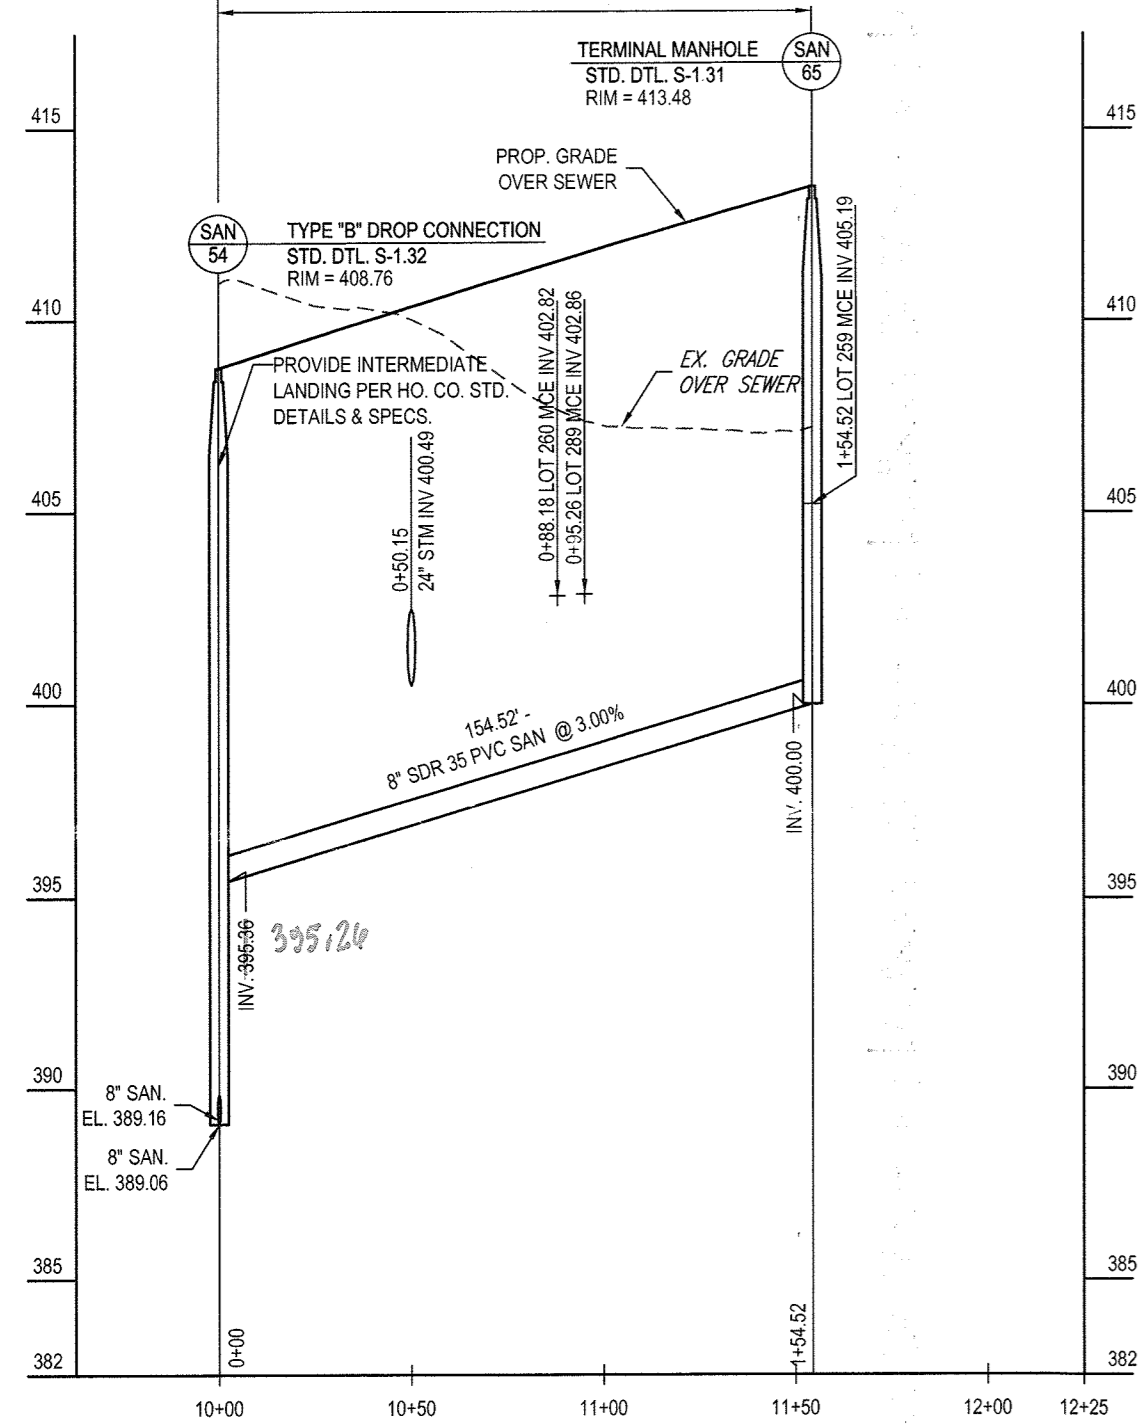 TERMINAL MANHOLE
STD. DTL. S-1.31
RIM = 413.48
SAN
65
415
415
PROP. GRADE
OVER SEWER
SAN
54
TYPE "B" DROP CONNECTION
STD. DTL. S-1.32
RIM = 408.76
1+54.52 LOT 259 MCE INV 405.19
410
410
0+88.18 LOT 260 MCE INV 402.82
0+95.26 LOT 289 MCE INV 402.86
PROVIDE INTERMEDIATE
LANDING PER HO. CO. STD.
DETAILS & SPECS.
EX. GRADE
OVER SEWER
0+50.15
24" STM INV 400.49
405
405
400
400
154.52' -
8" SDR 35 PVC SAN @ 3.00%
INV. 400.00
395
395
INV. 395.36
395.26
390
390
8" SAN.
EL. 389.16
8" SAN.
EL. 389.06
385
385
0+00
1+54.52
382
382
10+00
10+50
11+00
11+50
12+00
12+25